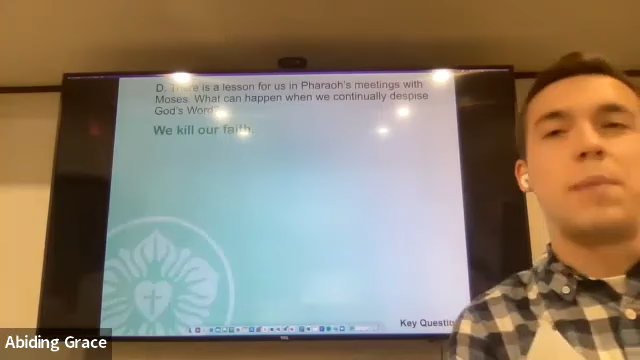 D. There is a lesson for us in Pharaoh's meetings with
Moses. What can happen when we continually despise
God's Word?
We kill our faith.
Key Questio
TCL
Abiding Grace